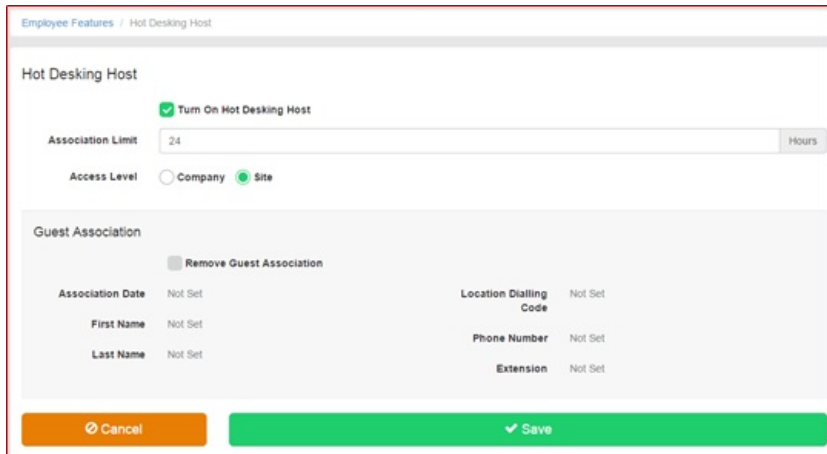 Employee Features / Hot Desking Host
Hot Desking Host
Turn On Hot Desking Host
Association Limit 24 Hours
Access Level Company Site
Guest Association
Remove Guest Association
Association Date Not Set
First Name Not Set
Last Name Not Set
Location Dialling
Code Not Set
Phone Number Not Set
Extension Not Set
Cancel
Save